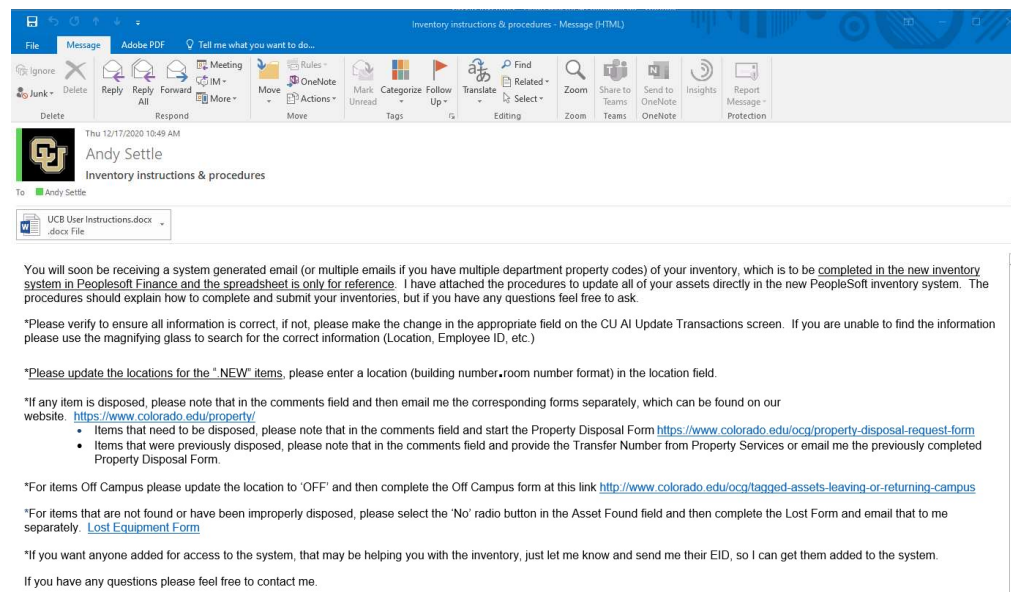 Inventory instructions & procedures - Message (HTML)
File Message Adobe PDF Tell me what you want to do...
Ignore
Junk
Delete
Reply
Reply All
Forward
Meeting
IM
More
Move
Rules
OneNote
Actions
Mark Unread
Categorize
Follow Up
Translate
Find
Related
Select
Zoom
Share to Teams
Send to OneNote
Insights
Report Message
Delete Respond Move Tags Editing Zoom Teams OneNote Protection
Thu 12/17/2020 10:49 AM
CU
Andy Settle
Inventory instructions & procedures
To Andy Settle
UCB User Instructions.docx
.docx File
You will soon be receiving a system generated email (or multiple emails if you have multiple department property codes) of your inventory, which is to be completed in the new inventory
system in Peoplesoft Finance and the spreadsheet is only for reference. I have attached the procedures to update all of your assets directly in the new PeopleSoft inventory system. The
procedures should explain how to complete and submit your inventories, but if you have any questions feel free to ask.
*Please verify to ensure all information is correct, if not, please make the change in the appropriate field on the CU AI Update Transactions screen. If you are unable to find the information
please use the magnifying glass to search for the correct information (Location, Employee ID, etc.)
*Please update the locations for the ".NEW" items, please enter a location (building number.room number format) in the location field.
*If any item is disposed, please note that in the comments field and then email me the corresponding forms separately, which can be found on our
website. https://www.colorado.edu/property/
• Items that need to be disposed, please note that in the comments field and start the Property Disposal Form https://www.colorado.edu/ocg/property-disposal-request-form
• Items that were previously disposed, please note that in the comments field and provide the Transfer Number from Property Services or email me the previously completed
Property Disposal Form.
*For items Off Campus please update the location to 'OFF' and then complete the Off Campus form at this link http://www.colorado.edu/ocg/tagged-assets-leaving-or-returning-campus
*For items that are not found or have been improperly disposed, please select the 'No' radio button in the Asset Found field and then complete the Lost Form and email that to me
separately. Lost Equipment Form
*If you want anyone added for access to the system, that may be helping you with the inventory, just let me know and send me their EID, so I can get them added to the system.
If you have any questions please feel free to contact me.